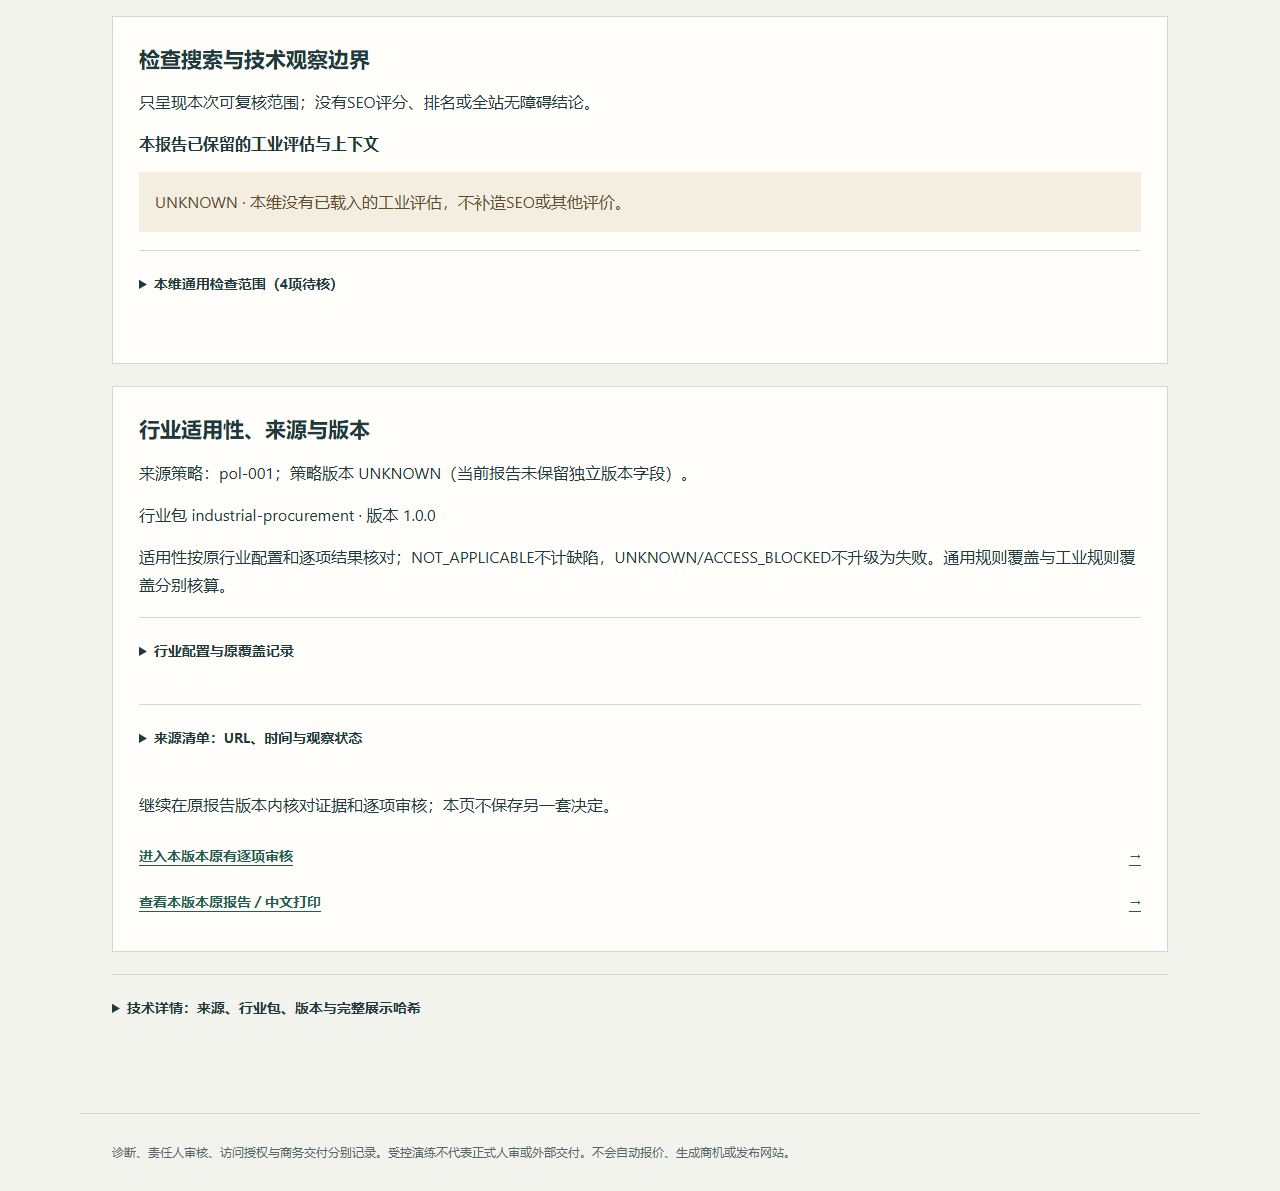 检查搜索与技术观察边界
只呈现本次可复核范围；没有SEO评分、排名或全站无障碍结论。
本报告已保留的工业评估与上下文
UNKNOWN · 本维没有已载入的工业评估，不补造SEO或其他评价。
▶ 本维通用检查范围（4项待核）
行业适用性、来源与版本
来源策略：pol-001；策略版本 UNKNOWN（当前报告未保留独立版本字段）。
行业包 industrial-procurement · 版本 1.0.0
适用性按原行业配置和逐项结果核对；NOT_APPLICABLE不计缺陷，UNKNOWN/ACCESS_BLOCKED不升级为失败。通用规则覆盖与工业规则覆
盖分别核算。
▶ 行业配置与原覆盖记录
▶ 来源清单：URL、时间与观察状态
继续在原报告版本内核对证据和逐项审核；本页不保存另一套决定。
进入本版本原有逐项审核 →
查看本版本原报告 / 中文打印 →
▶ 技术详情：来源、行业包、版本与完整展示哈希
诊断、责任人审核、访问授权与商务交付分别记录。受控演练不代表正式人审或外部交付。不会自动报价、生成商机或发布网站。